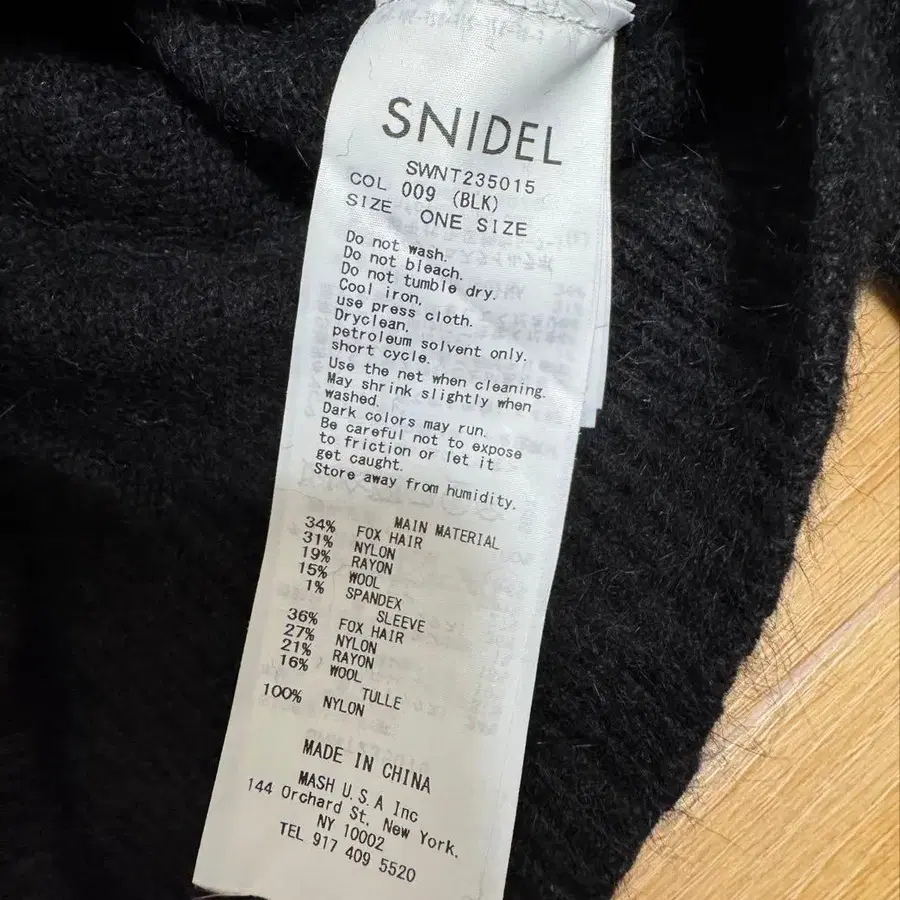 SNIDEL
SWNT235015
COL 009 (BLK)
SIZE ONE SIZE
Do not wash.
Do not bleach.
Do not tumble dry.
Cool iron.
use press cloth.
Dryclean.
petroleum solvent only.
short cycle.
Use the net when cleaning.
May shrink slightly when
washed.
Dark colors may run.
Be careful not to expose
to friction or let it
get caught.
Store away from humidity.
MAIN MATERIAL
34% FOX HAIR
31% NYLON
19% RAYON
15% WOOL
1% SPANDEX
SLEEVE
36% FOX HAIR
27% NYLON
21% RAYON
16% WOOL
TULLE
100% NYLON
MADE IN CHINA
MASH U.S.A Inc
144 Orchard St. New York.
NY 10002
TEL 917 409 5520